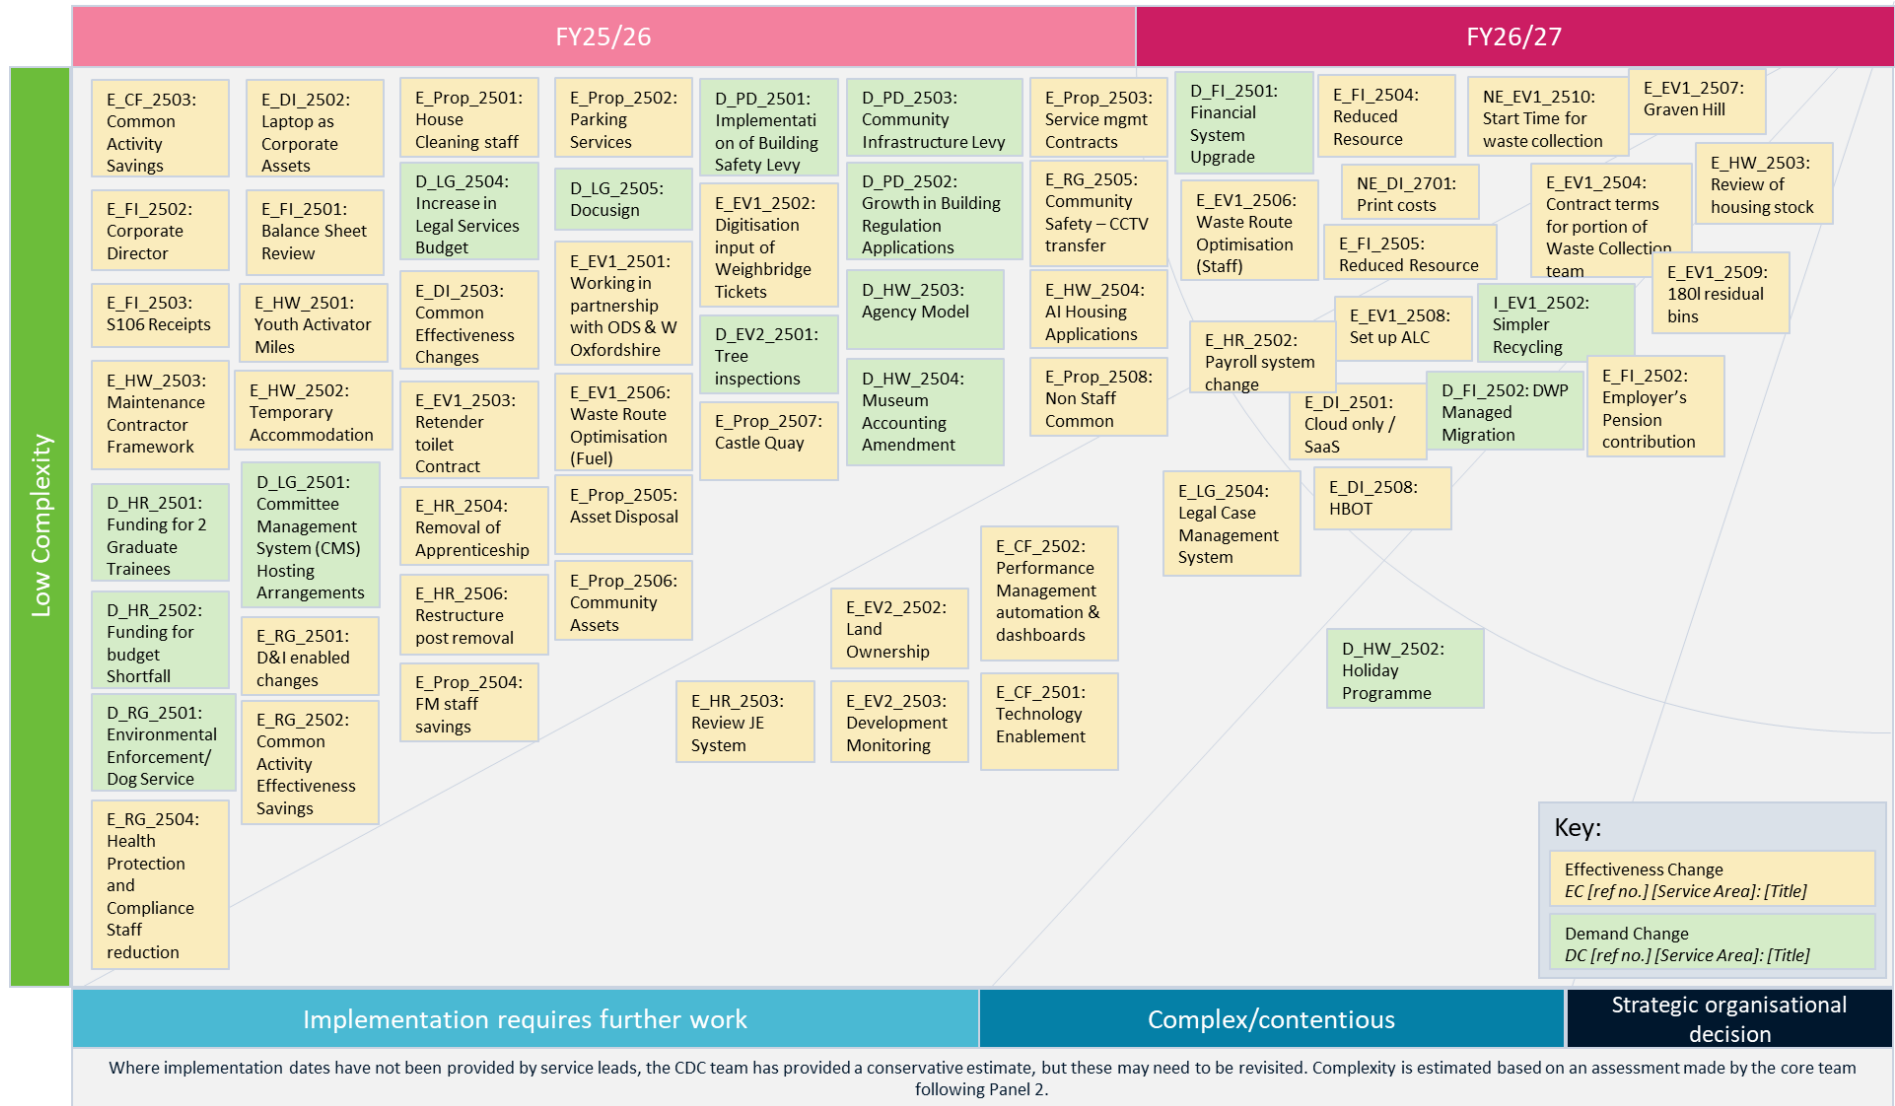 FY25/26
FY26/27
Low Complexity
E_CF_2503:
Common
Activity
Savings
E_FI_2502:
Corporate
Director
E_FI_2503:
S106 Receipts
E_HW_2503:
Maintenance
Contractor
Framework
D_HR_2501:
Funding for 2
Graduate
Trainees
D_HR_2502:
Funding for
budget
Shortfall
D_RG_2501:
Environmental
Enforcement/
Dog Service
E_RG_2504:
Health
Protection
and
Compliance
Staff
reduction
E_DI_2502:
Laptop as
Corporate
Assets
E_FI_2501:
Balance Sheet
Review
E_HW_2501:
Youth Activator
Miles
E_HW_2502:
Temporary
Accommodation
D_LG_2501:
Committee
Management
System (CMS)
Hosting
Arrangements
E_RG_2501:
D&I enabled
changes
E_RG_2502:
Common
Activity
Effectiveness
Savings
E_Prop_2501:
House
Cleaning staff
D_LG_2504:
Increase in
Legal Services
Budget
E_DI_2503:
Common
Effectiveness
Changes
E_EV1_2503:
Retender
toilet
Contract
E_HR_2504:
Removal of
Apprenticeship
E_HR_2506:
Restructure
post removal
E_Prop_2504:
FM staff
savings
E_Prop_2502:
Parking
Services
D_LG_2505:
Docusign
E_EV1_2501:
Working in
partnership
with ODS & W
Oxfordshire
E_EV1_2506:
Waste Route
Optimisation
(Fuel)
E_Prop_2505:
Asset Disposal
E_Prop_2506:
Community
Assets
D_PD_2501:
Implementati
on of Building
Safety Levy
E_EV1_2502:
Digitisation
input of
Weighbridge
Tickets
D_EV2_2501:
Tree
inspections
E_Prop_2507:
Castle Quay
E_HR_2503:
Review JE
System
D_PD_2503:
Community
Infrastructure Levy
D_PD_2502:
Growth in Building
Regulation
Applications
D_HW_2503:
Agency Model
D_HW_2504:
Museum
Accounting
Amendment
E_EV2_2502:
Land
Ownership
E_EV2_2503:
Development
Monitoring
E_Prop_2503:
Service mgmt
Contracts
E_RG_2505:
Community
Safety – CCTV
transfer
E_HW_2504:
AI Housing
Applications
E_Prop_2508:
Non Staff
Common
E_CF_2502:
Performance
Management
automation &
dashboards
E_CF_2501:
Technology
Enablement
D_FI_2501:
Financial
System
Upgrade
E_EV1_2506:
Waste Route
Optimisation
(Staff)
E_HR_2502:
Payroll system
change
E_LG_2504:
Legal Case
Management
System
E_FI_2504:
Reduced
Resource
NE_DI_2701:
Print costs
E_FI_2505:
Reduced Resource
E_EV1_2508:
Set up ALC
E_DI_2501:
Cloud only /
SaaS
E_DI_2508:
HBOT
D_HW_2502:
Holiday
Programme
NE_EV1_2510:
Start Time for
waste collection
E_EV1_2504:
Contract terms
for portion of
Waste Collection
team
I_EV1_2502:
Simpler
Recycling
D_FI_2502: DWP
Managed
Migration
E_EV1_2507:
Graven Hill
E_HW_2503:
Review of
housing stock
E_EV1_2509:
180l residual
bins
E_FI_2502:
Employer's
Pension
contribution
Key:
Effectiveness Change
EC [ref no.] [Service Area]: [Title]
Demand Change
DC [ref no.] [Service Area]: [Title]
Implementation requires further work
Complex/contentious
Strategic organisational
decision
Where implementation dates have not been provided by service leads, the CDC team has provided a conservative estimate, but these may need to be revisited. Complexity is estimated based on an assessment made by the core team
following Panel 2.